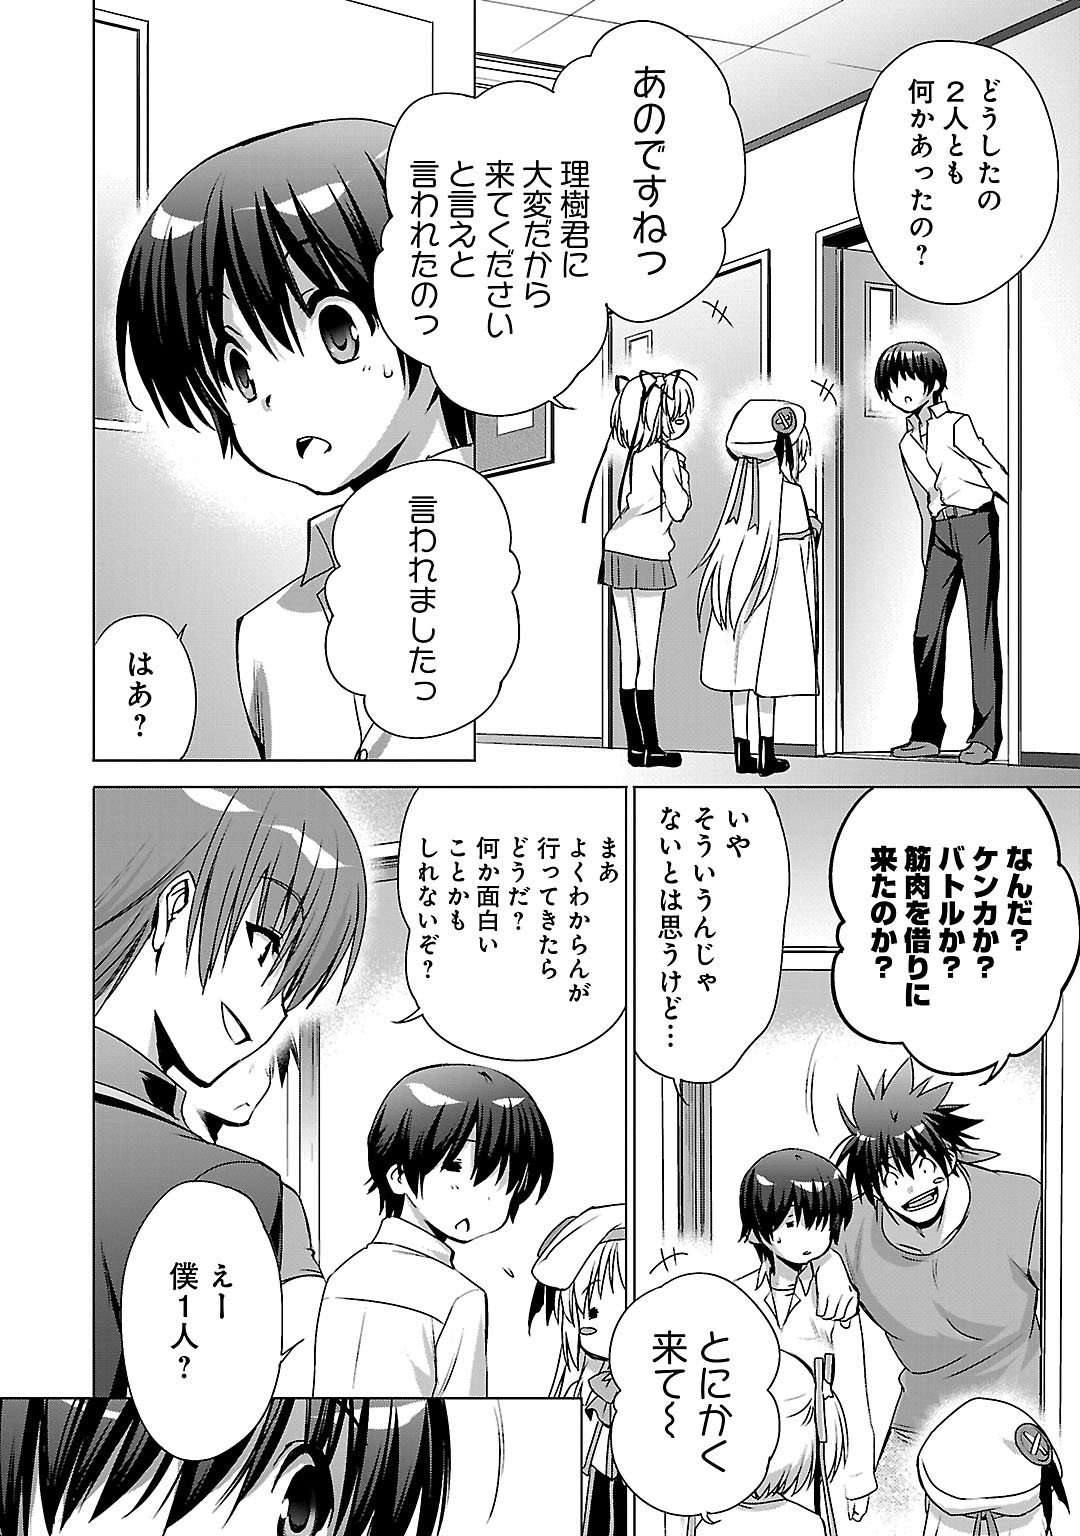 どうしたの
2人とも
何かあったの?
あのですねっ
理樹君に
大変だから
来てください
と言えと
言われたのっ
言われましたっ
はあ?
なんだ?
ケンカか?
バトルか?
筋肉を借りに
来たのか?
いや
そういうんじゃ
ないとは思うけど…
とにかく
来て〜
まあ
よくわからんが
行ってきたら
どうだ?
何か面白い
ことかも
しれないぞ?
えー
僕1人?